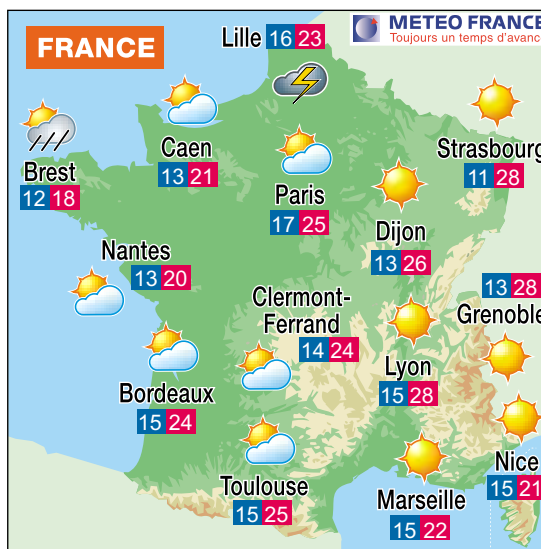 FRANCE
METEO FRANCE
Toujours un temps d'avanc
Lille 16 23
Caen
13 21
Brest
12 18
Paris
17 25
Strasbourg
11 28
Dijon
13 26
Nantes
13 20
Clermont-
Ferrand
14 24
13 28
Grenoble
Lyon
15 28
Bordeaux
15 24
Toulouse
15 25
Marseille
15 22
Nice
15 21